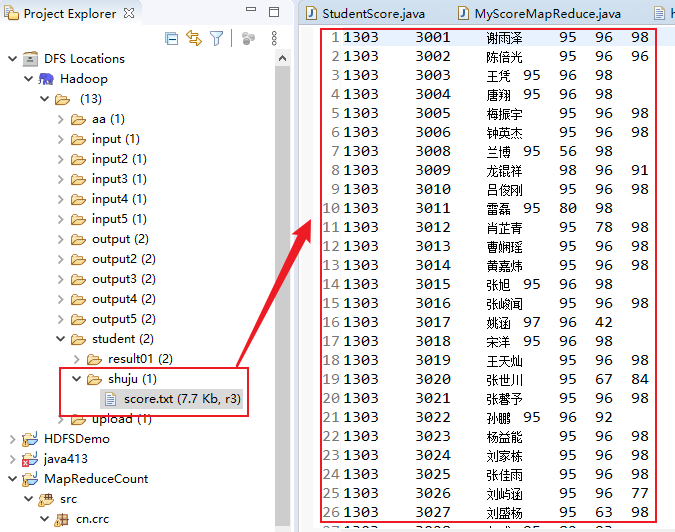 Project Explorer
DFS Locations
Hadoop
(13)
aa (1)
input (1)
input2 (1)
input3 (1)
input4 (1)
input5 (1)
output (2)
output2 (2)
output3 (2)
output4 (2)
output5 (2)
student (2)
result01 (2)
shuju (1)
score.txt (7.7 Kb, r3)
upload (1)
HDFSDemo
java413
MapReduceCount
src
cn.crc
StudentScore.java MyScoreMapReduce.java
1 1303 3001 谢雨泽 95 96 98
2 1303 3002 陈倍光 95 96 96
3 1303 3003 王凭 95 96 98
4 1303 3004 唐翔 95 96 98
5 1303 3005 梅振宇 95 96 98
6 1303 3006 钟英杰 95 96 98
7 1303 3008 兰博 95 56 98
8 1303 3009 龙锟祥 98 96 91
9 1303 3010 吕俊刚 95 96 98
10 1303 3011 雷磊 95 80 98
11 1303 3012 肖芷青 95 78 98
12 1303 3013 曹娴瑶 95 96 98
13 1303 3014 黄嘉炜 95 96 98
14 1303 3015 张旭 95 96 98
15 1303 3016 张峻闻 95 96 98
16 1303 3017 姚涵 97 96 42
17 1303 3018 宋洋 95 96 98
18 1303 3019 王天灿 95 96 98
19 1303 3020 张世川 95 67 84
20 1303 3021 张馨予 95 96 98
21 1303 3022 孙鹏 95 96 92
22 1303 3023 杨益能 95 96 98
23 1303 3024 刘家栋 95 96 98
24 1303 3025 张佳雨 95 96 98
25 1303 3026 刘屿涵 95 96 77
26 1303 3027 刘盛杨 95 63 98